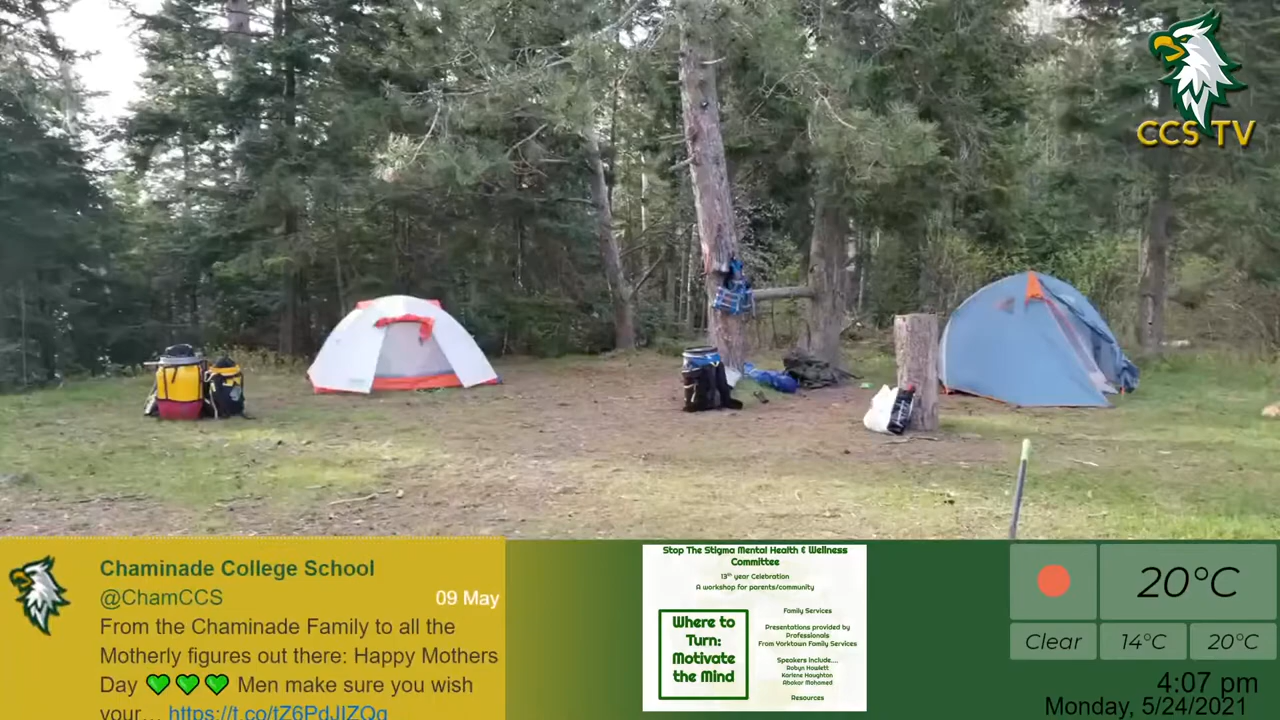 CCS TV
Chaminade College School
@ChamCCS
09 May
From the Chaminade Family to all the
Motherly figures out there: Happy Mothers
Day 💚💚💚 Men make sure you wish
your... https://t.co/tZ6PdJIZQg
Stop The Stigma Mental Health & Wellness
Committee
13th year Celebration
A workshop for parents/community
Where to
Turn:
Motivate
the Mind
Family Services
Presentations provided by
Professionals
From Yorktown Family Services
Speakers include....
Robyn Howlett
Karlene Haughton
Abokor Mohamed
Resources
20°C
Clear
14°C
20°C
4:07 pm
Monday, 5/24/2021